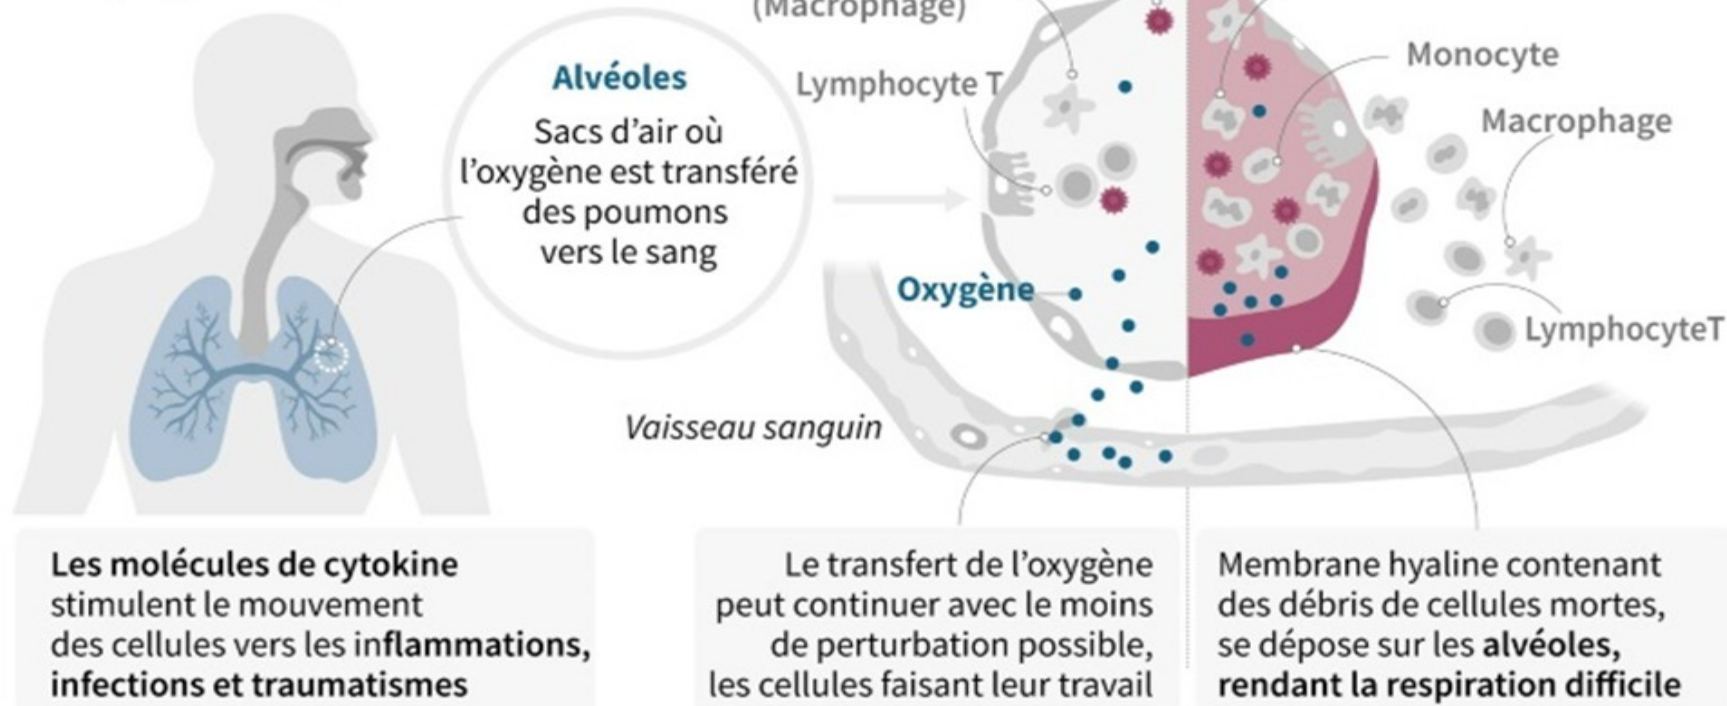 (Macrophage)
Lymphocyte T
Alvéoles
Sacs d’air où
l’oxygène est transféré
des poumons
vers le sang
Monocyte
Macrophage
LymphocyteT
Oxygène
Vaisseau sanguin
Les molécules de cytokine
stimulent le mouvement
des cellules vers les inflammations,
infections et traumatismes
Le transfert de l’oxygène
peut continuer avec le moins
de perturbation possible,
les cellules faisant leur travail
Membrane hyaline contenant
des débris de cellules mortes,
se dépose sur les alvéoles,
rendant la respiration difficile